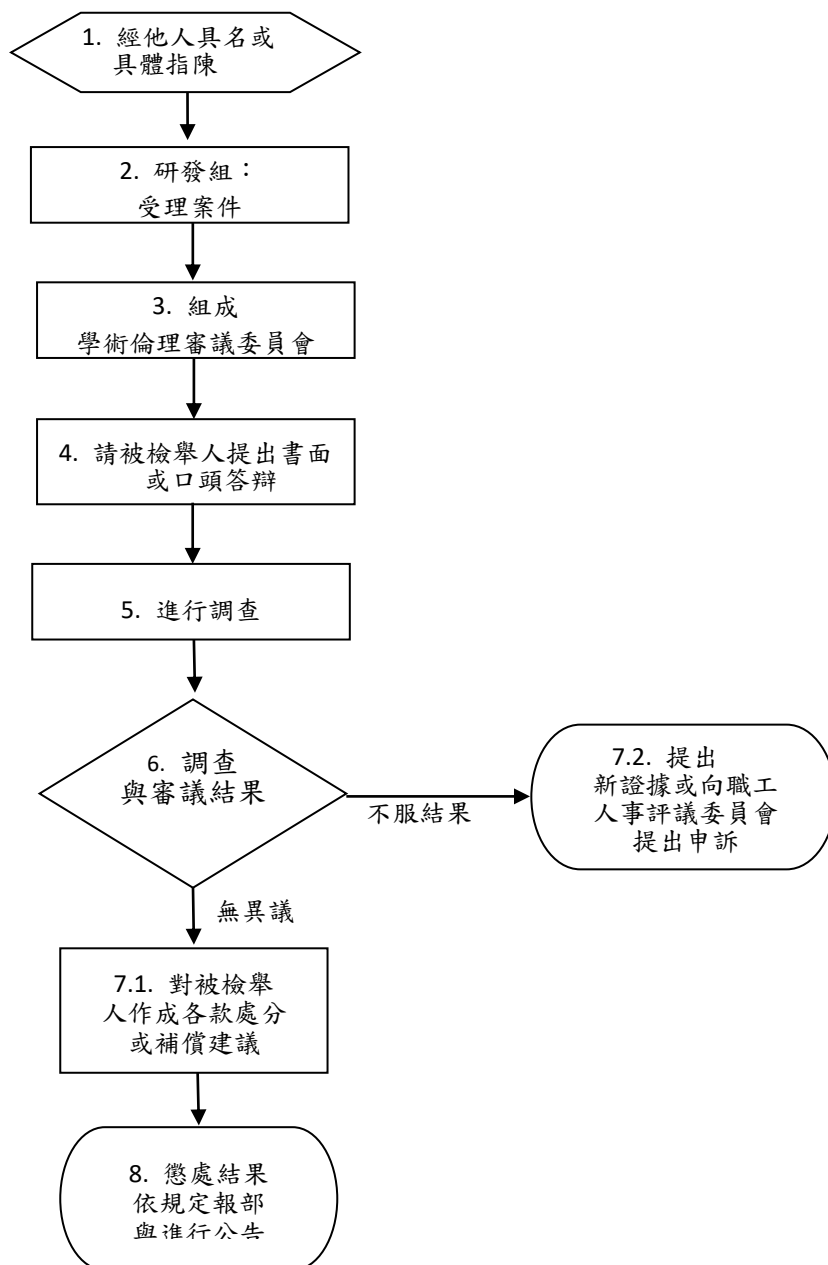 1. 經他人具名或
具體指陳
2. 研發組：
受理案件
3. 組成
學術倫理審議委員會
4. 請被檢舉人提出書面
或口頭答辯
5. 進行調查
6. 調查
與審議結果
不服結果
7.2. 提出
新證據或向職工
人事評議委員會
提出申訴
無異議
7.1. 對被檢舉
人作成各款處分
或補償建議
8. 懲處結果
依規定報部
與進行公告